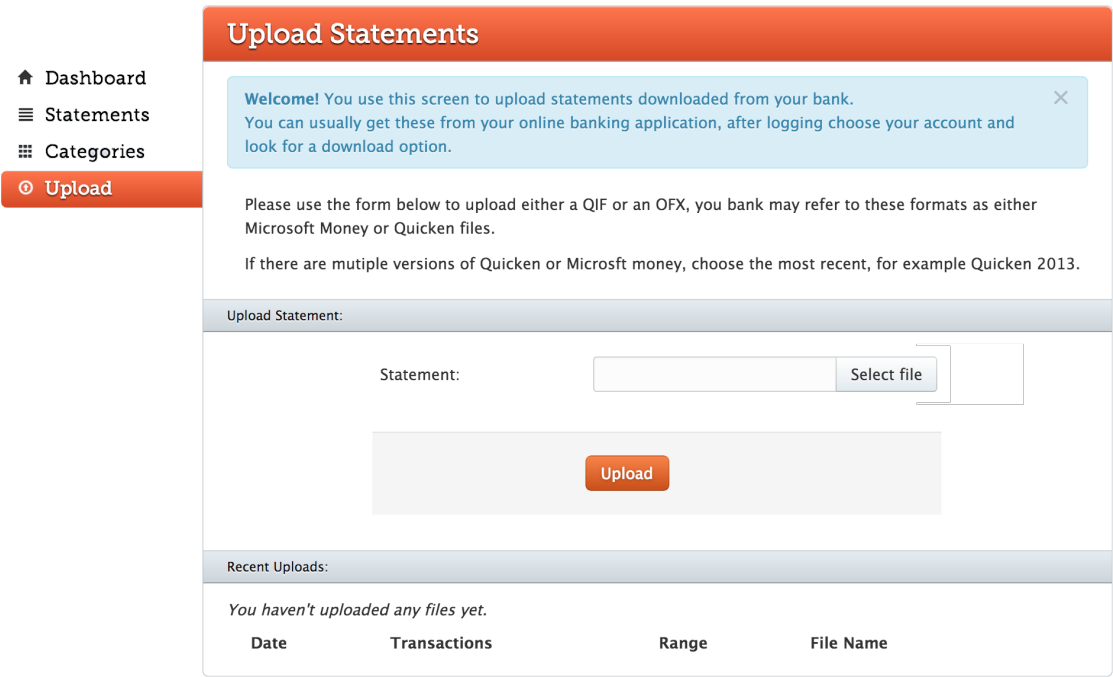 Upload Statements
Dashboard
Statements
Categories
Upload
Welcome! You use this screen to upload statements downloaded from your bank.
You can usually get these from your online banking application, after logging choose your account and
look for a download option.
Please use the form below to upload either a QIF or an OFX, you bank may refer to these formats as either
Microsoft Money or Quicken files.
If there are mutiple versions of Quicken or Microsft money, choose the most recent, for example Quicken 2013.
Upload Statement:
Statement: Select file
Upload
Recent Uploads:
You haven't uploaded any files yet.
Date Transactions Range File Name